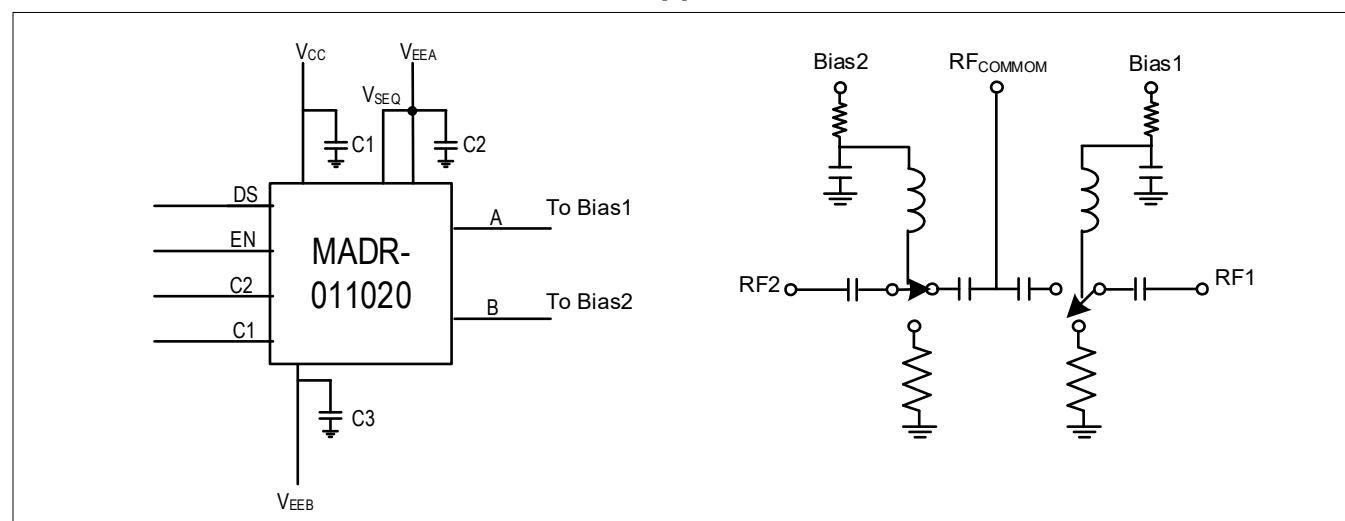 VCC
VEEA
VSEQ
C1
C2
DS
EN
C2
C1
MADR-
011020
A
To Bias1
B
To Bias2
C3
VEEB
Bias2
RFCOMMOM
Bias1
RF2
RF1